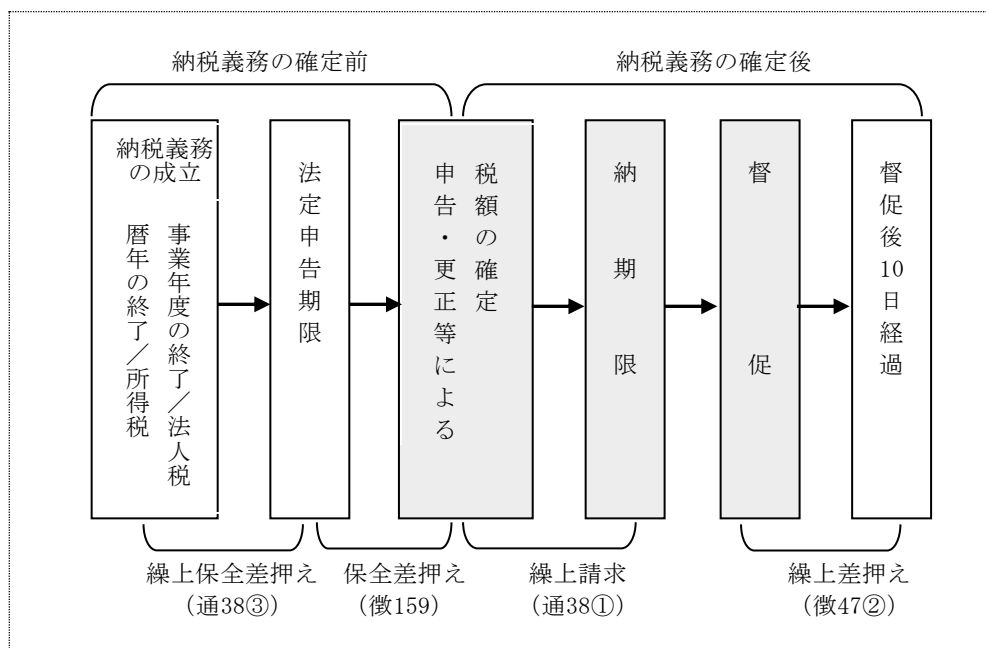 納税義務の確定前
納税義務の確定後
納税義務
の成立
事業年度の終了／法人税
暦年の終了／所得税
法定申告期限
税額の確定
申告・更正等による
納期限
督促
督促後10日経過
繰上保全差押え
（通38③）
保全差押え
（徴159）
繰上請求
（通38①）
繰上差押え
（徴47②）